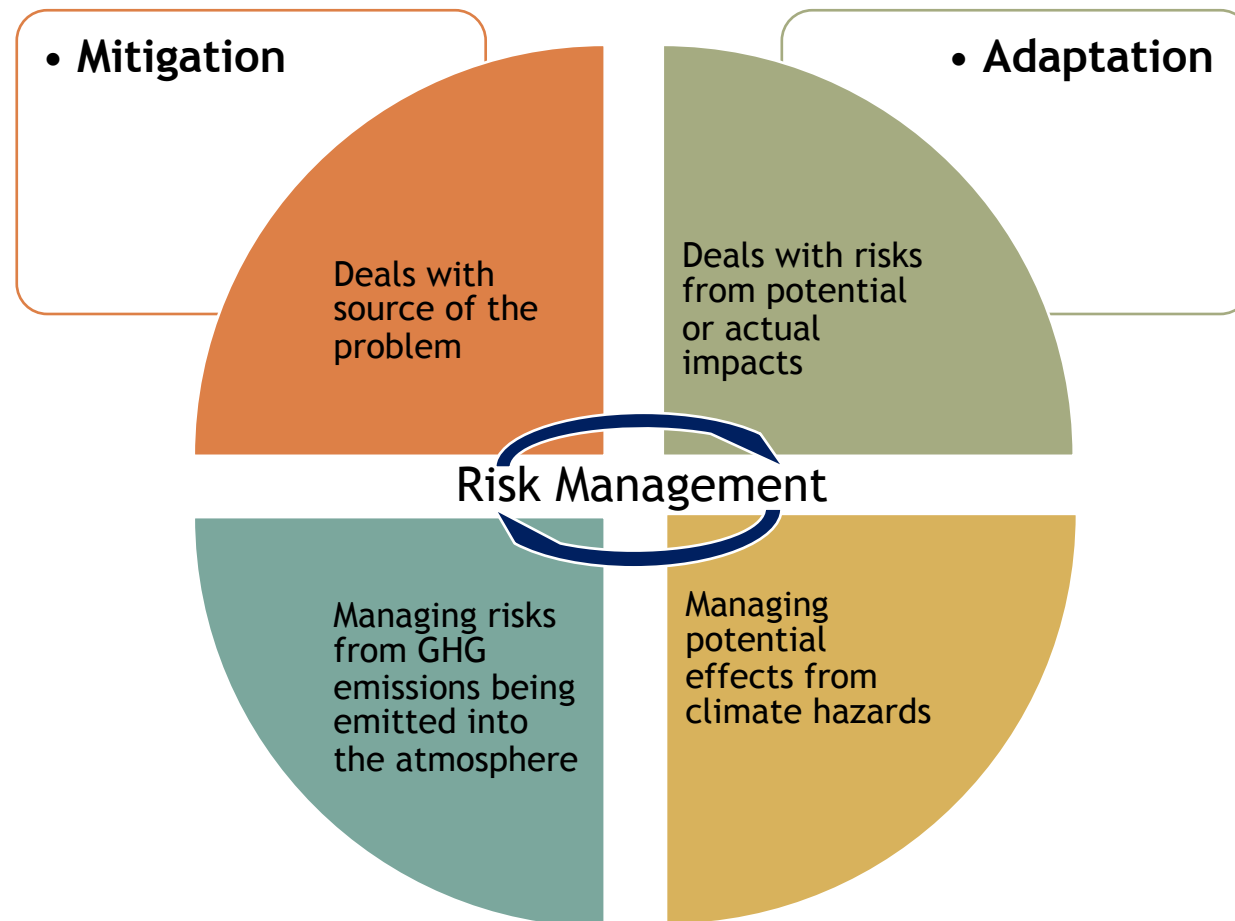 • Mitigation
• Adaptation
Deals with
source of the
problem
Deals with risks
from potential
or actual
impacts
Risk Management
Managing risks
from GHG
emissions being
emitted into
the atmosphere
Managing
potential
effects from
climate hazards